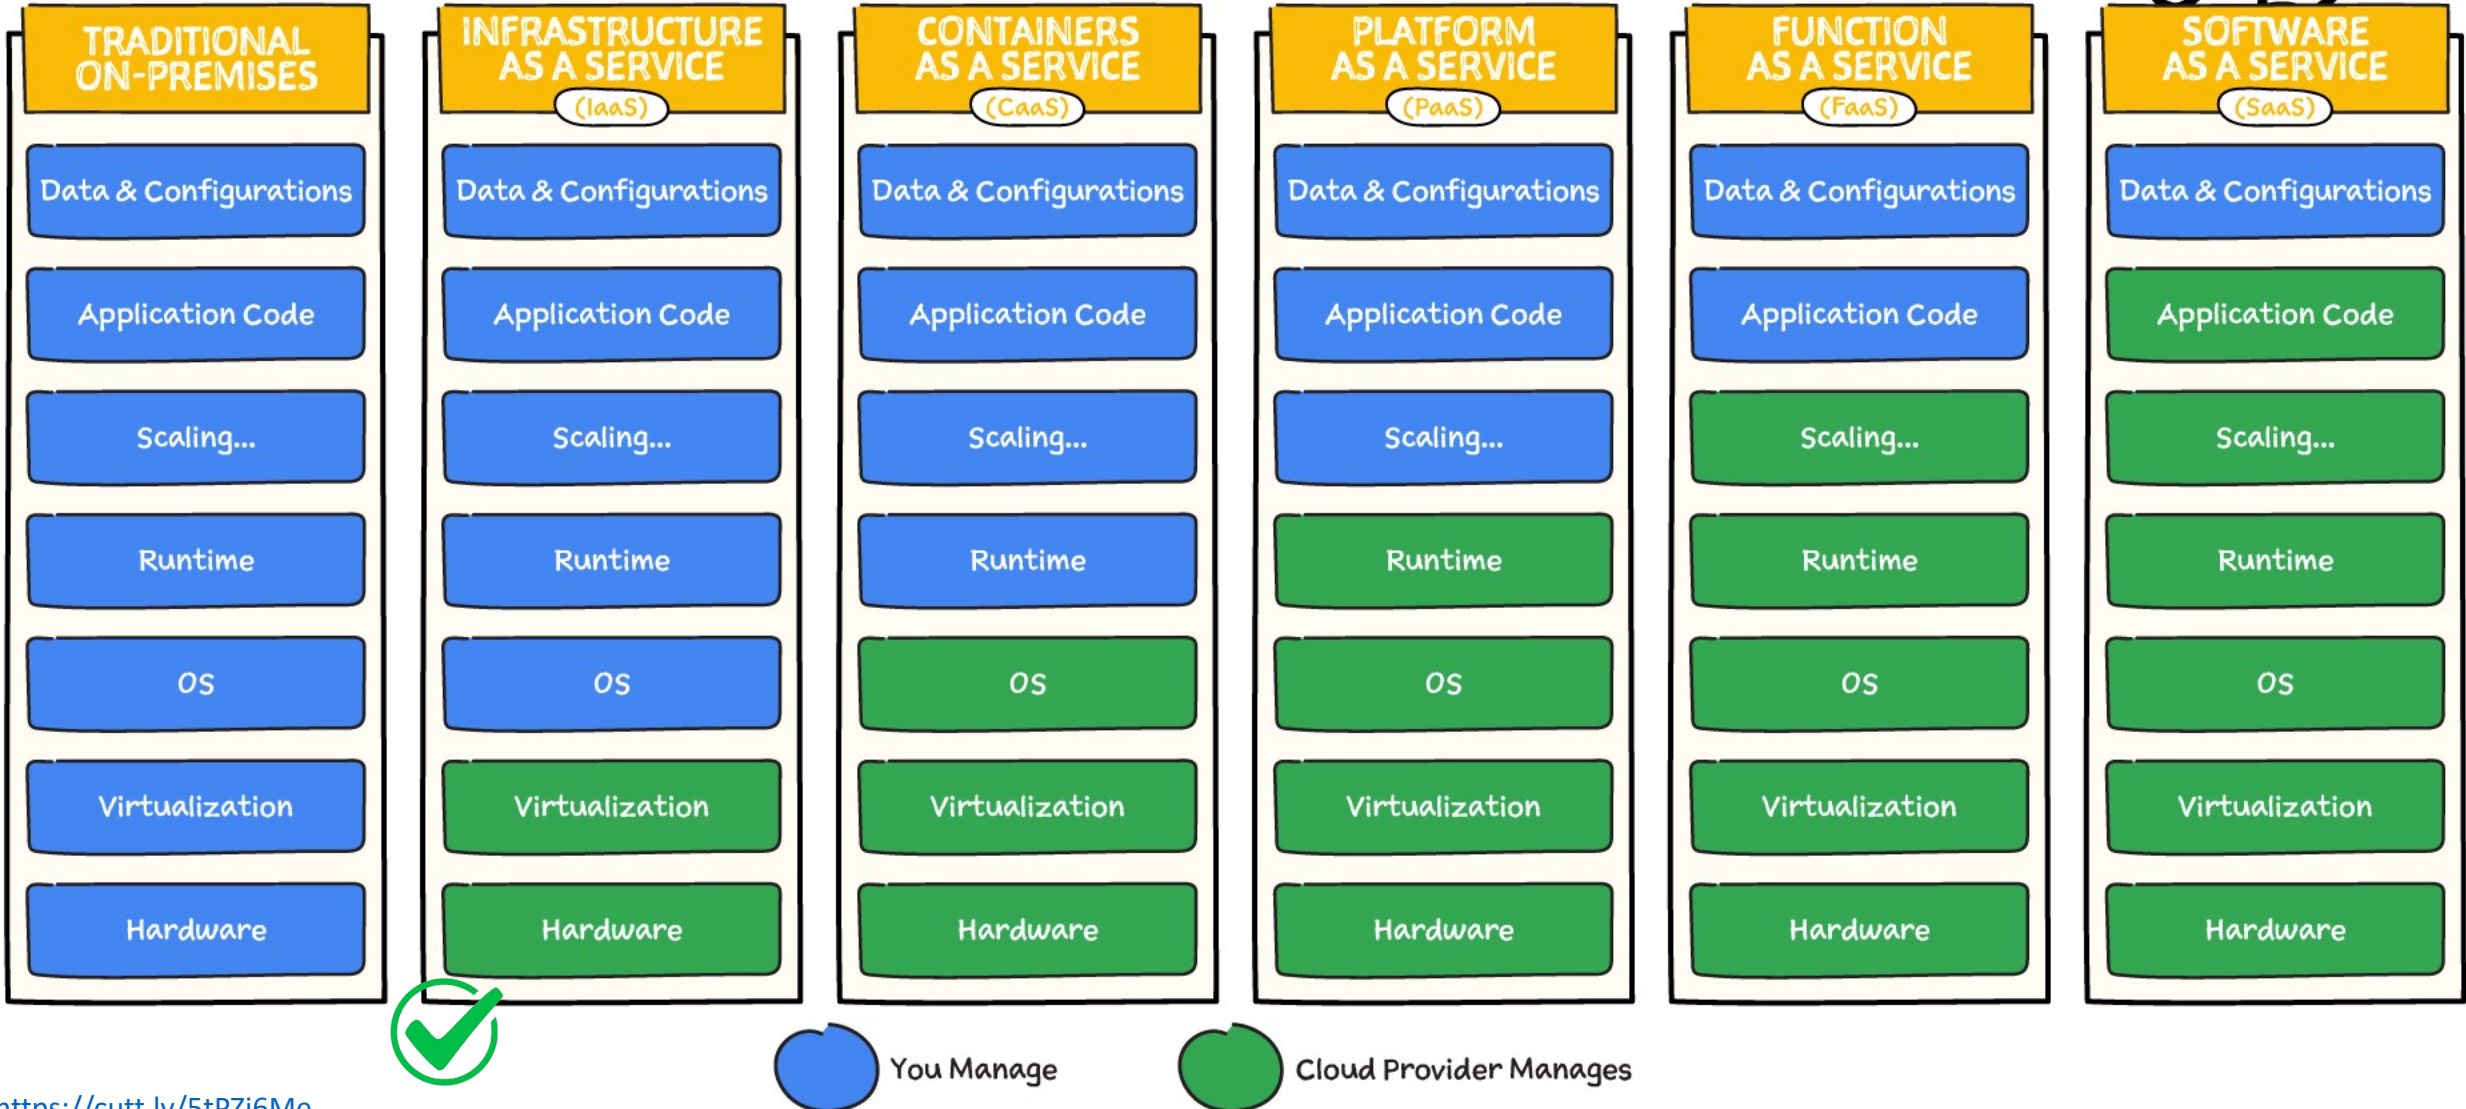 TRADITIONAL
ON-PREMISES
Data & Configurations
Application Code
Scaling...
Runtime
OS
Virtualization
Hardware
INFRASTRUCTURE
AS A SERVICE
(IaaS)
Data & Configurations
Application Code
Scaling...
Runtime
OS
Virtualization
Hardware
CONTAINERS
AS A SERVICE
(CaaS)
Data & Configurations
Application Code
Scaling...
Runtime
OS
Virtualization
Hardware
PLATFORM
AS A SERVICE
(PaaS)
Data & Configurations
Application Code
Scaling...
Runtime
OS
Virtualization
Hardware
FUNCTION
AS A SERVICE
(FaaS)
Data & Configurations
Application Code
Scaling...
Runtime
OS
Virtualization
Hardware
SOFTWARE
AS A SERVICE
(SaaS)
Data & Configurations
Application Code
Scaling...
Runtime
OS
Virtualization
Hardware
You Manage
Cloud Provider Manages